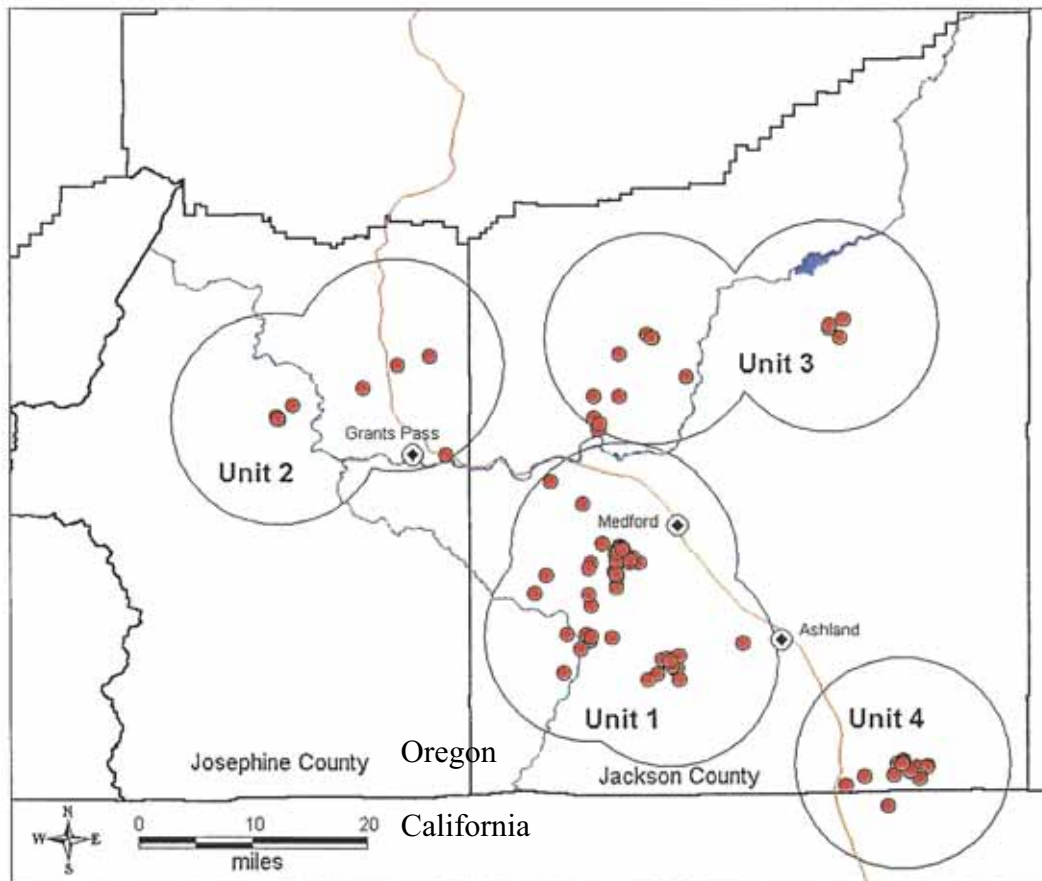 Unit 3
Grants Pass
Unit 2
Medford
Ashland
Unit 1
Unit 4
Oregon
Josephine County
Jackson County
California
N
W E
S
0 10 20
miles